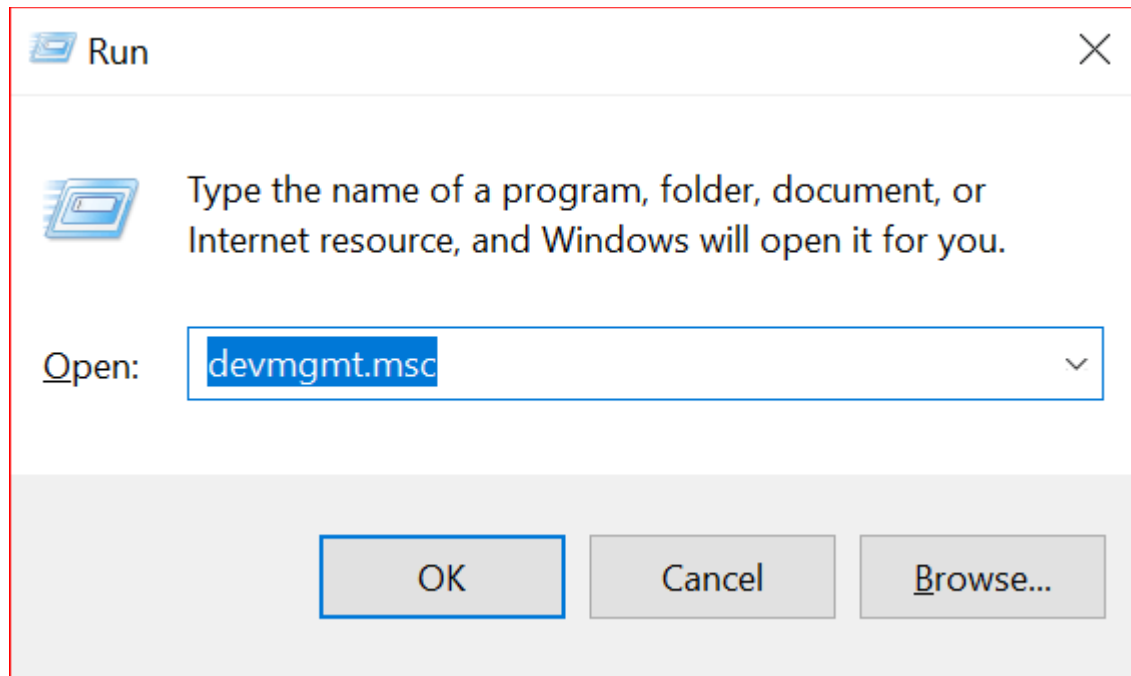 Run
Type the name of a program, folder, document, or
Internet resource, and Windows will open it for you.
Open:
devmgmt.msc
OK
Cancel
Browse...